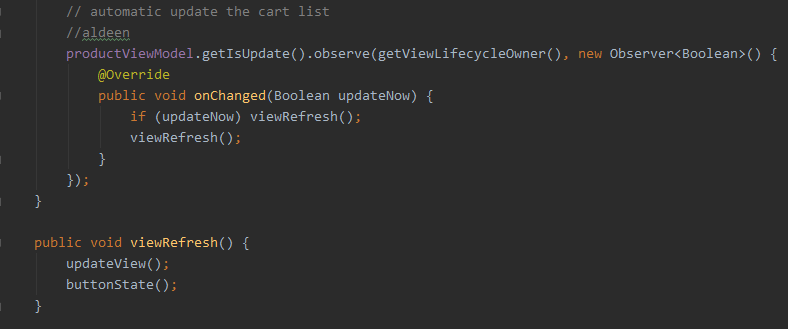 // automatic update the cart list
//aldeen
productViewModel.getIsUpdate().observe(getViewLifecycleOwner(), new Observer<Boolean>() {
@Override
public void onChanged(Boolean updateNow) {
if (updateNow) viewRefresh();
viewRefresh();
}
});
}
public void viewRefresh() {
updateView();
buttonState();
}